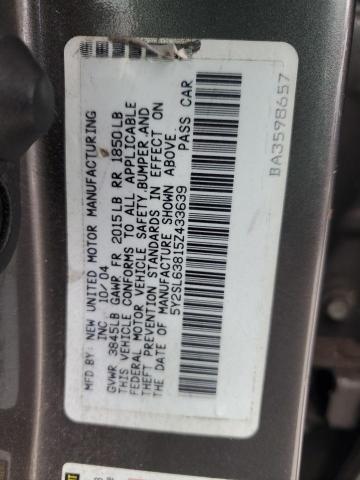 MFD BY: NEW UNITED MOTOR MANUFACTURING
INC 10/04
GVWR 3845LB GAWR FR 2015LB RR 1850LB
THIS VEHICLE CONFORMS TO ALL APPLICABLE
FEDERAL MOTOR VEHICLE SAFETY,BUMPER,AND
THEFT PREVENTION STANDARDS IN EFFECT ON
THE DATE OF MANUFACTURE SHOWN ABOVE
5Y2SL63815Z433639 PASS CAR
BA3598657